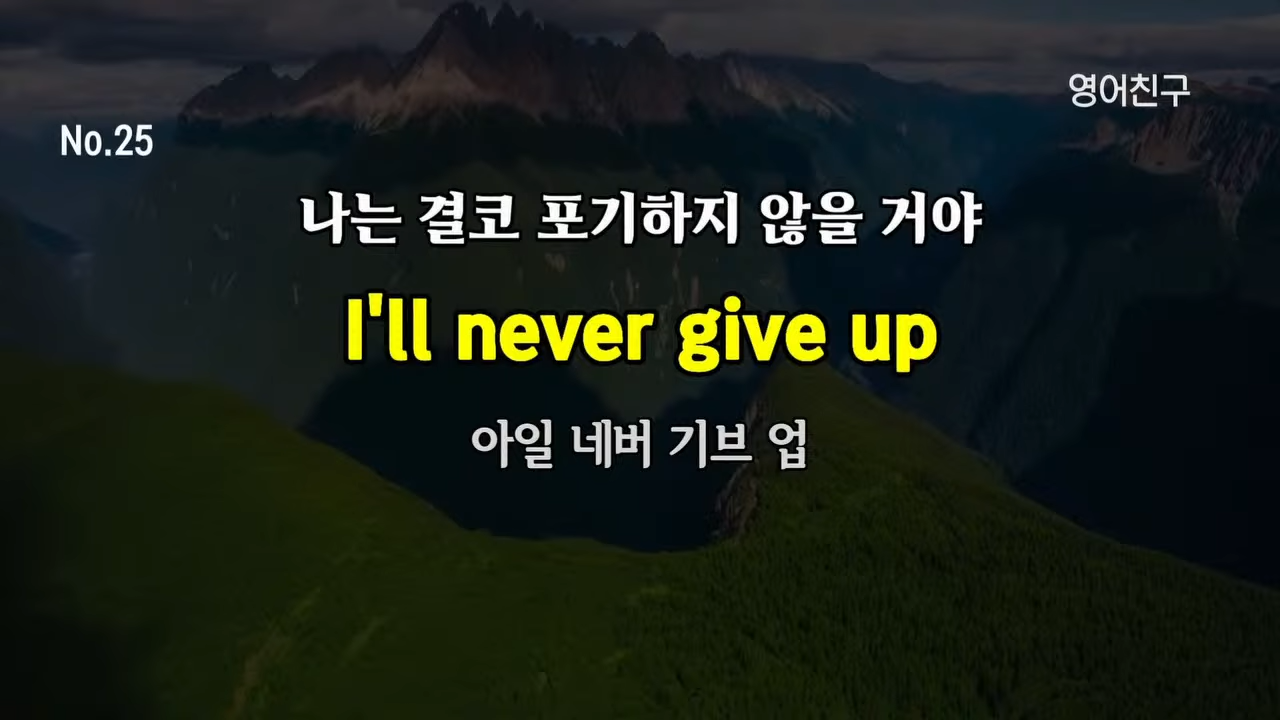 영어친구
No.25
나는 결코 포기하지 않을 거야
I'll never give up
아일 네버 기브 업